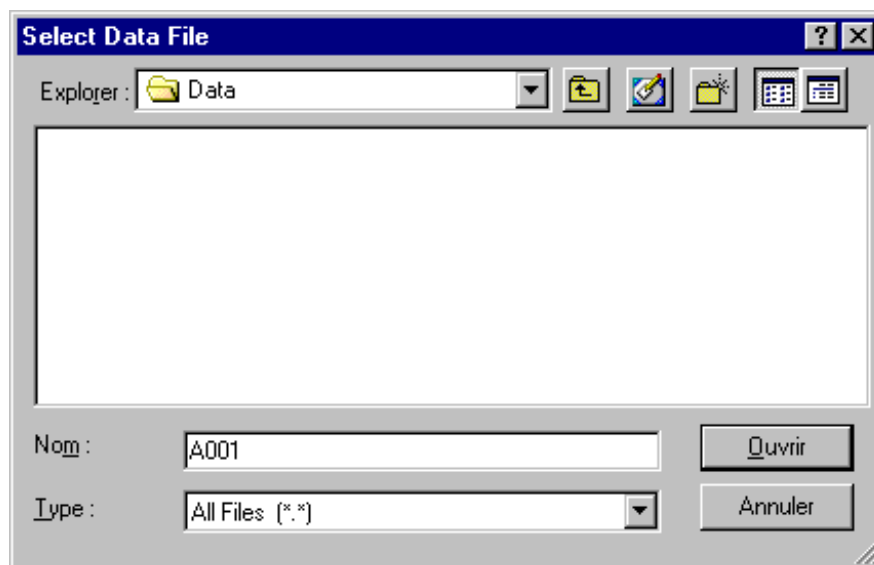 Select Data File
Explorer : Data
Nom : A001 Ouvrir
Type : All Files (*.*) Annuler